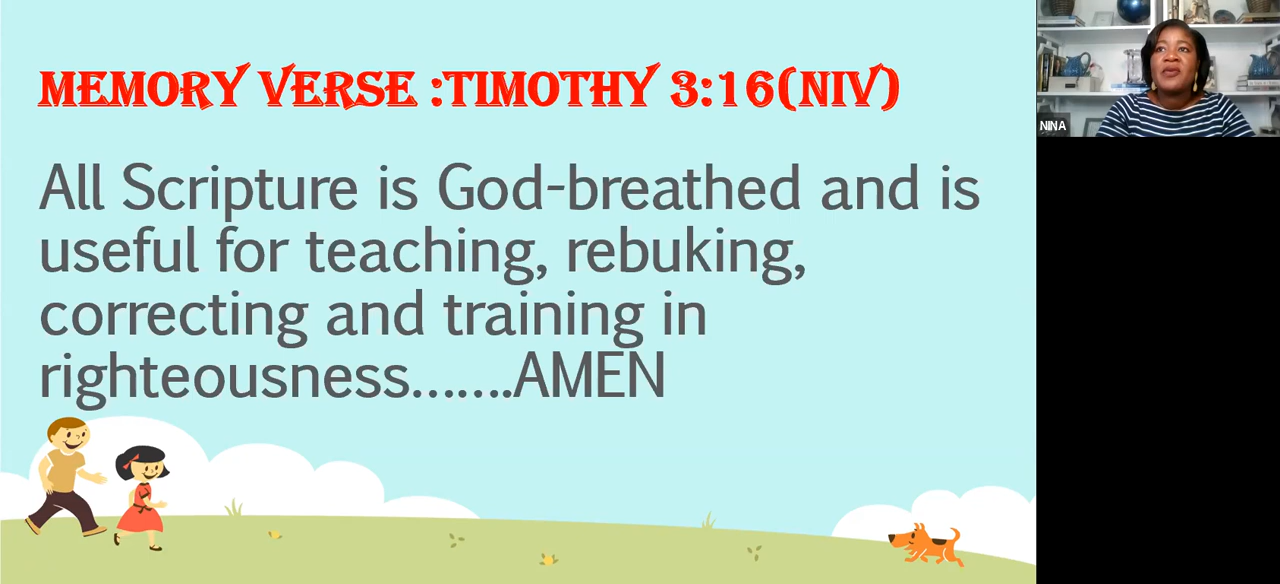 MEMORY VERSE :TIMOTHY 3:16(NIV)
All Scripture is God-breathed and is
useful for teaching, rebuking,
correcting and training in
righteousness…….AMEN
NINA